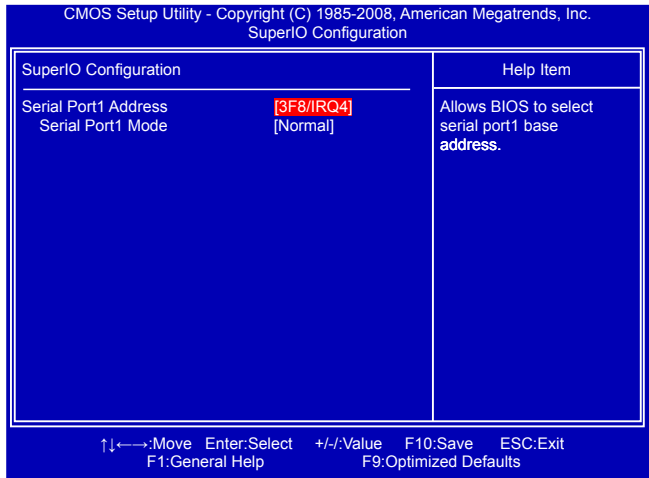 CMOS Setup Utility - Copyright (C) 1985-2008, American Megatrends, Inc.
SuperIO Configuration
SuperIO Configuration
Help Item
Serial Port1 Address [3F8/IRQ4]
Serial Port1 Mode [Normal]
Allows BIOS to select
serial port1 base
address.
↑↓←→:Move Enter:Select +/-/:Value F10:Save ESC:Exit
F1:General Help F9:Optimized Defaults